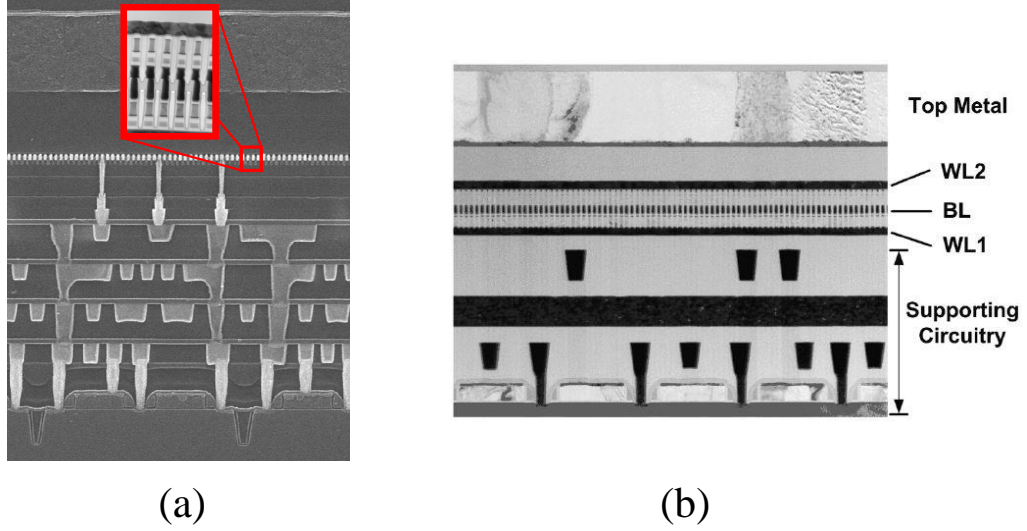 Top Metal
WL2
BL
WL1
Supporting
Circuitry
(a)
(b)